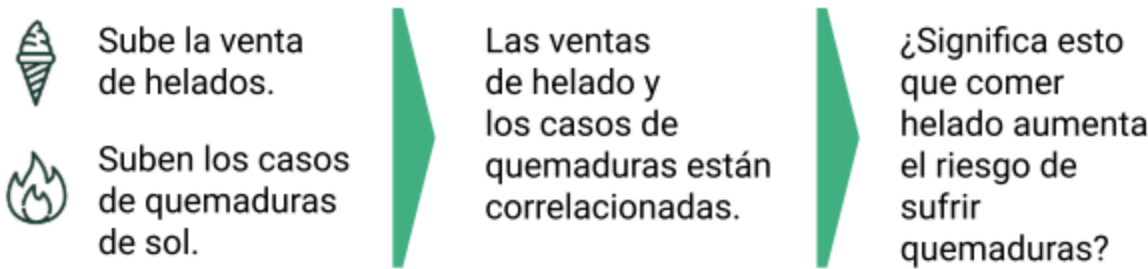 Sube la venta
de helados.
Suben los casos
de quemaduras
de sol.
Las ventas
de helado y
los casos de
quemaduras están
correlacionadas.
¿Significa esto
que comer
helado aumenta
el riesgo de
sufrir
quemaduras?